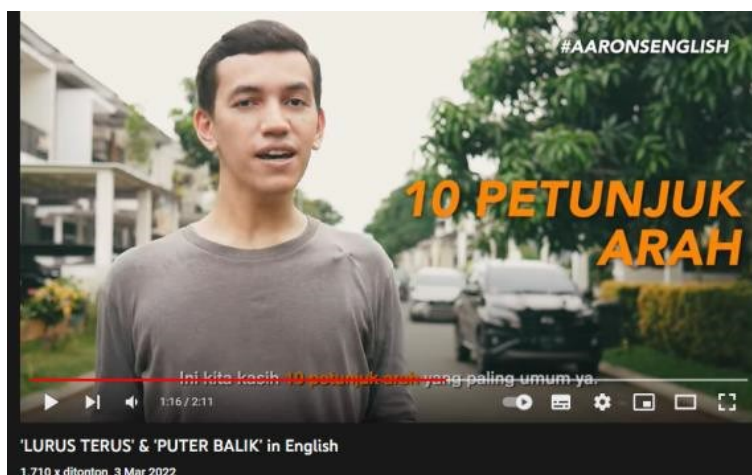 #AARONSENGLISH
10 PETUNJUK
ARAH
Ini kita kasih 10 petunjuk arah yang paling umum ya.
1:16 / 2:11
'LURUS TERUS' & 'PUTER BALIK' in English
1.710 x ditonton 3 Mar 2022